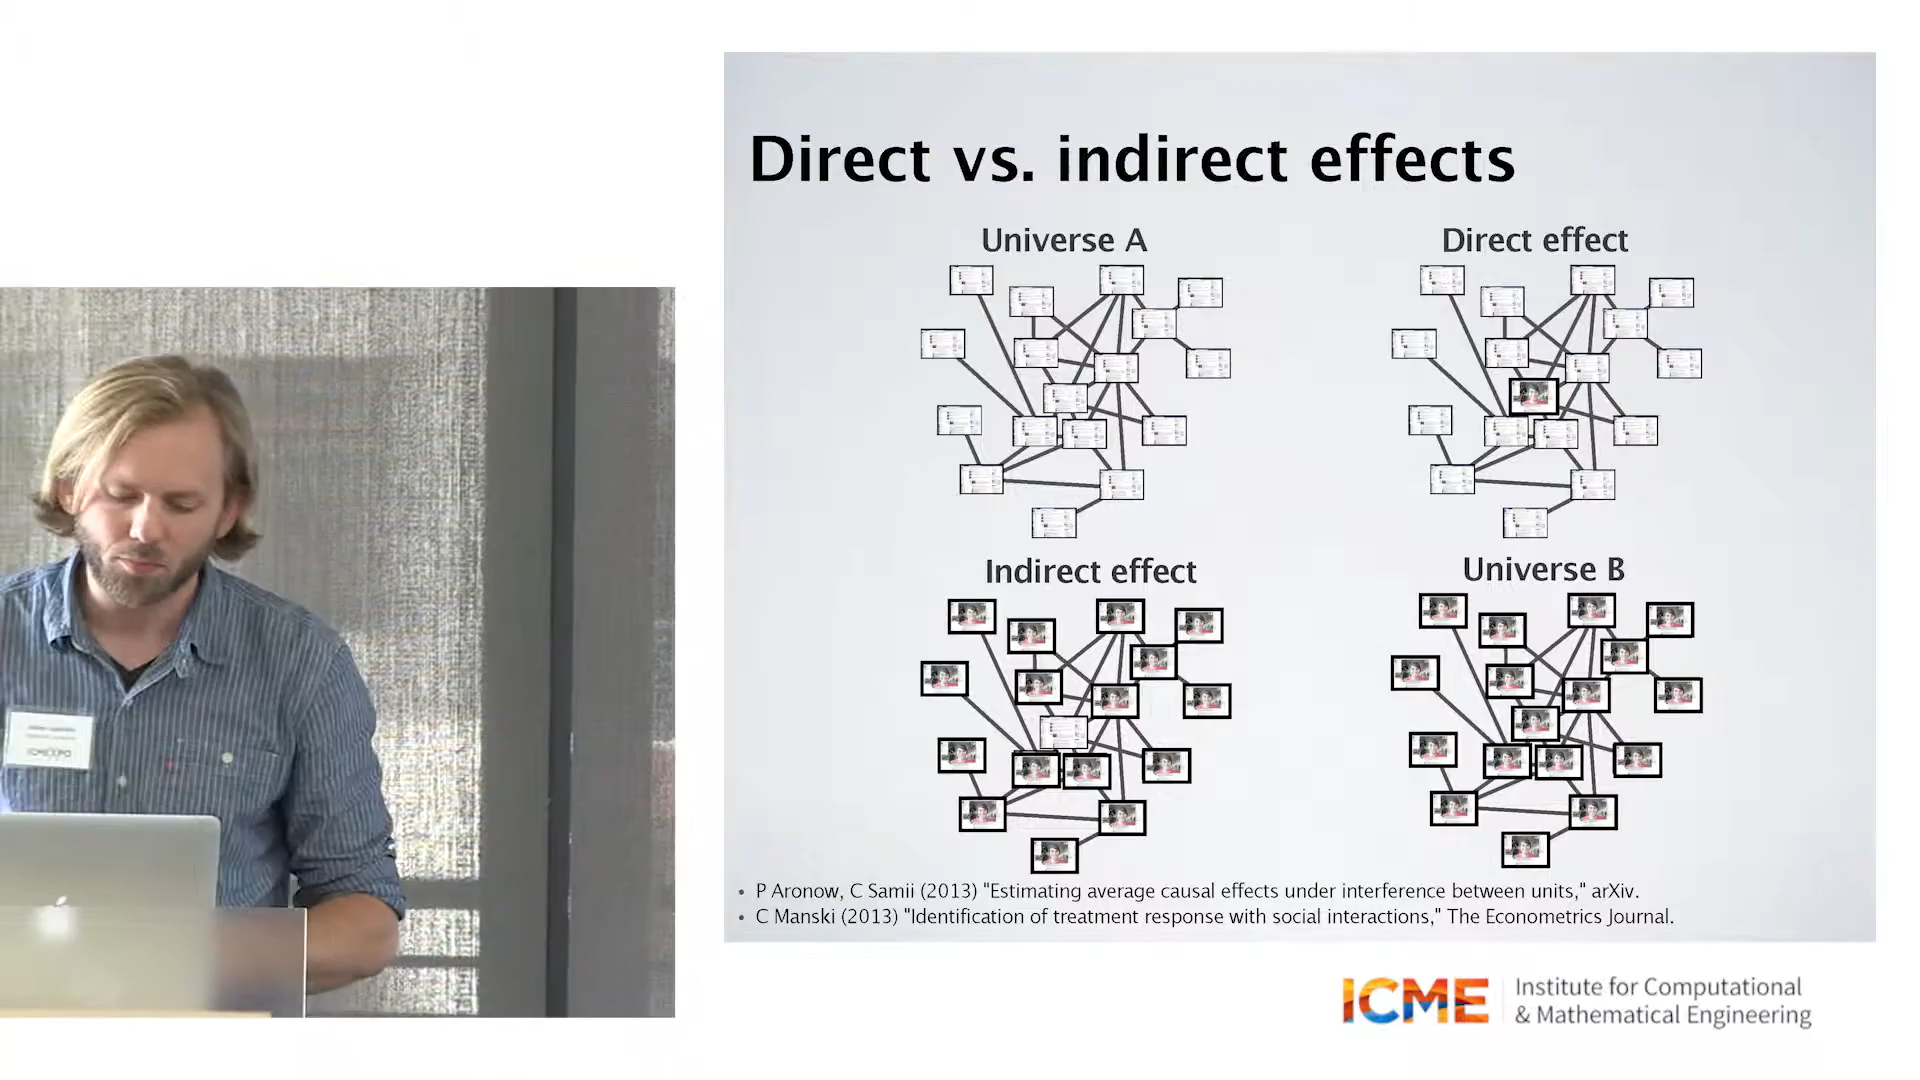 Direct vs. indirect effects
Universe A
Direct effect
Indirect effect
Universe B
• P Aronow, C Samii (2013) "Estimating average causal effects under interference between units," arXiv.
• C Manski (2013) "Identification of treatment response with social interactions," The Econometrics Journal.
ICME
Institute for Computational
& Mathematical Engineering